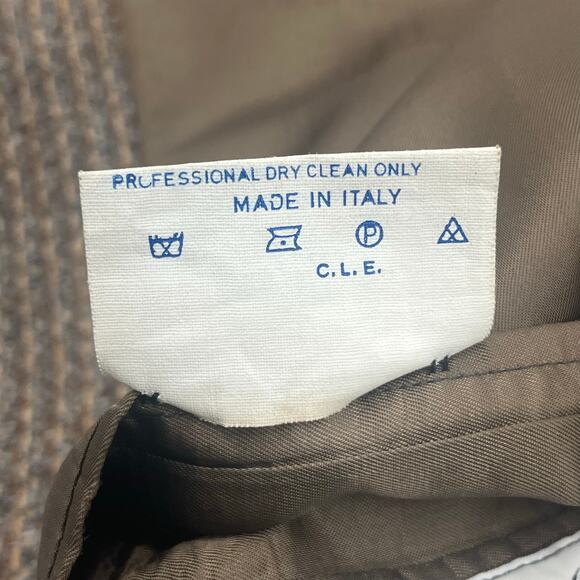 PROFESSIONAL DRY CLEAN ONLY
MADE IN ITALY
P
C.L.E.